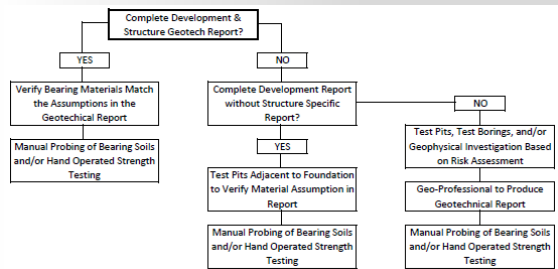 Complete Development &
Structure Geotech Report?
YES
NO
Verify Bearing Materials Match
the Assumptions in the
Geotechical Report
Complete Development Report
without Structure Specific
Report?
NO
Manual Probing of Bearing Soils
and/or Hand Operated Strength
Testing
YES
Test Pits, Test Borings, and/or
Geophysical Investigation Based
on Risk Assessment
Test Pits Adjacent to Foundation
to Verify Material Assumption in
Report
Geo-Professional to Produce
Geotechnical Report
Manual Probing of Bearing Soils
and/or Hand Operated Strength
Testing
Manual Probing of Bearing Soils
and/or Hand Operated Strength
Testing